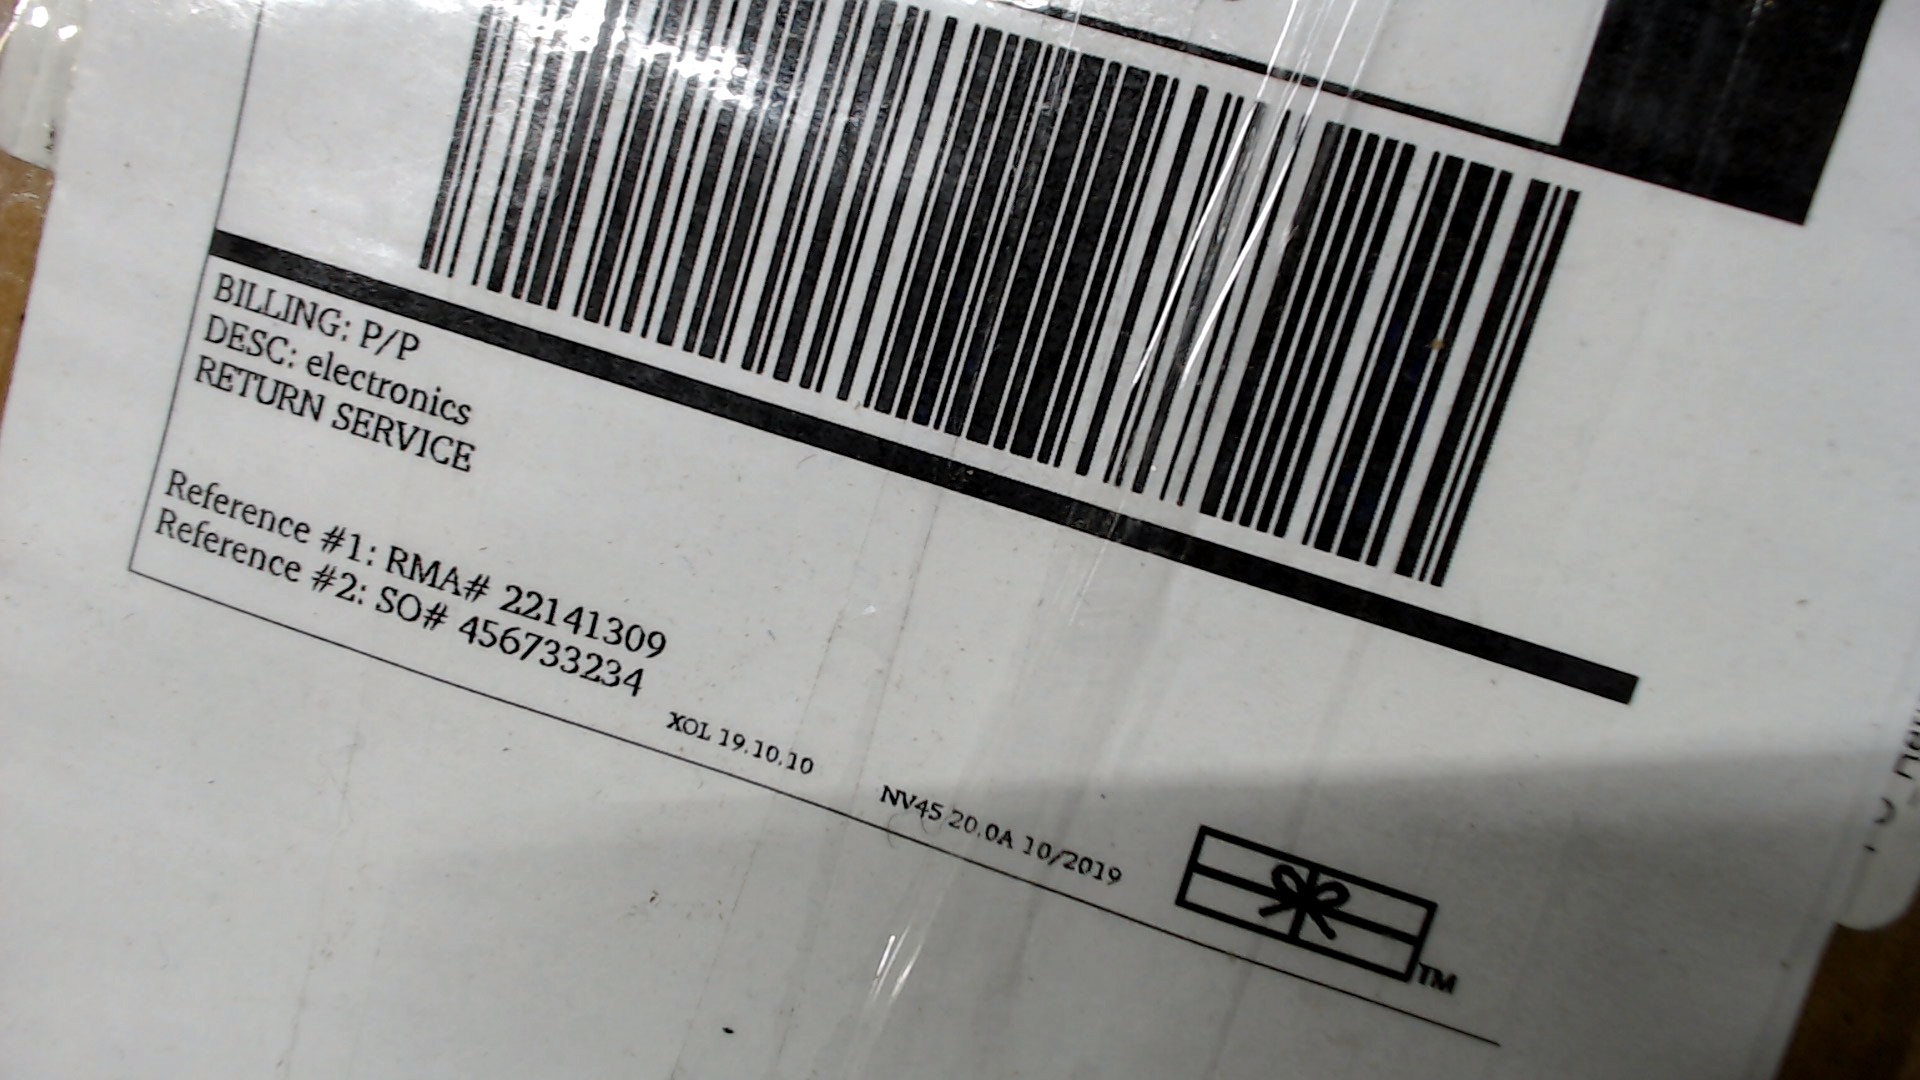 BILLING: P/P
DESC: electronics
RETURN SERVICE
Reference #1: RMA# 22141309
Reference #2: SO# 456733234
XOL 19.10.10
NV45 20.0A 10/2019
TM